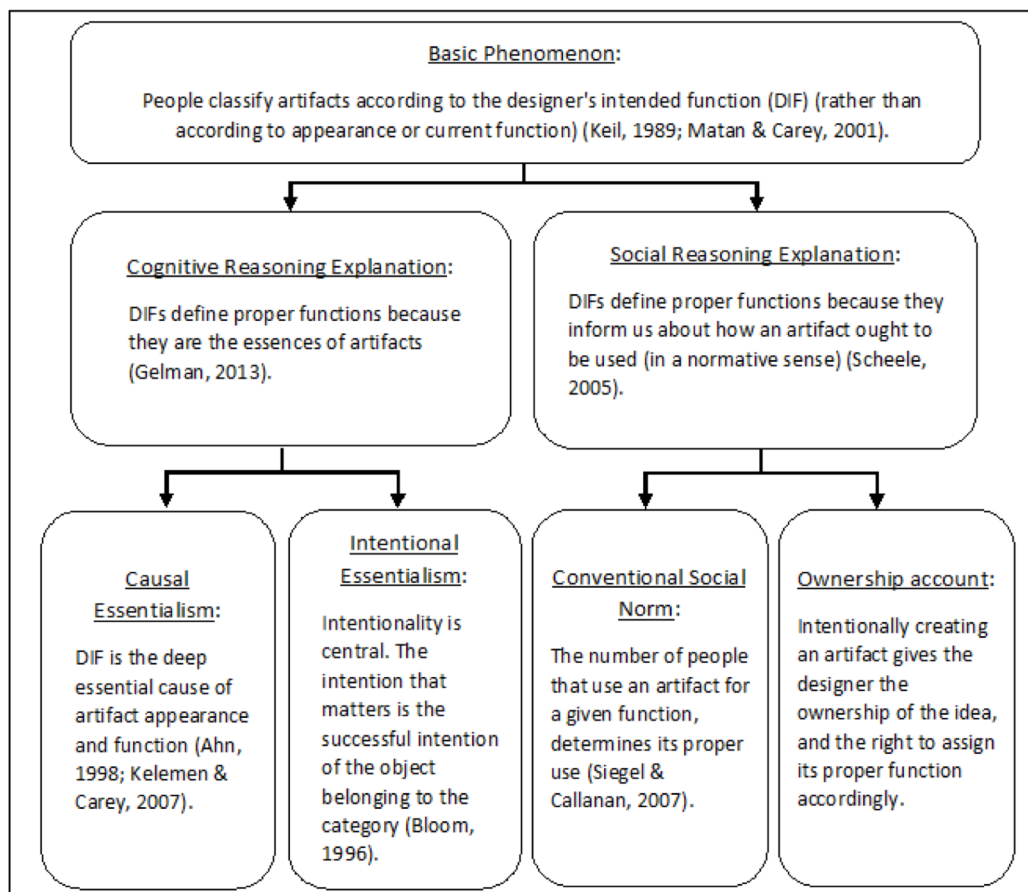 Basic Phenomenon:
People classify artifacts according to the designer's intended function (DIF) (rather than
according to appearance or current function) (Keil, 1989; Matan & Carey, 2001).
Cognitive Reasoning Explanation:
DIFs define proper functions because
they are the essences of artifacts
(Gelman, 2013).
Social Reasoning Explanation:
DIFs define proper functions because they
inform us about how an artifact ought to
be used (in a normative sense) (Scheele,
2005).
Causal
Essentialism:
DIF is the deep
essential cause of
artifact appearance
and function (Ahn,
1998; Kelemen &
Carey, 2007).
Intentional
Essentialism:
Intentionality is
central. The
intention that
matters is the
successful intention
of the object
belonging to the
category (Bloom,
1996).
Conventional Social
Norm:
The number of people
that use an artifact for
a given function,
determines its proper
use (Siegel &
Callanan, 2007).
Ownership account:
Intentionally creating
an artifact gives the
designer the
ownership of the idea,
and the right to assign
its proper function
accordingly.